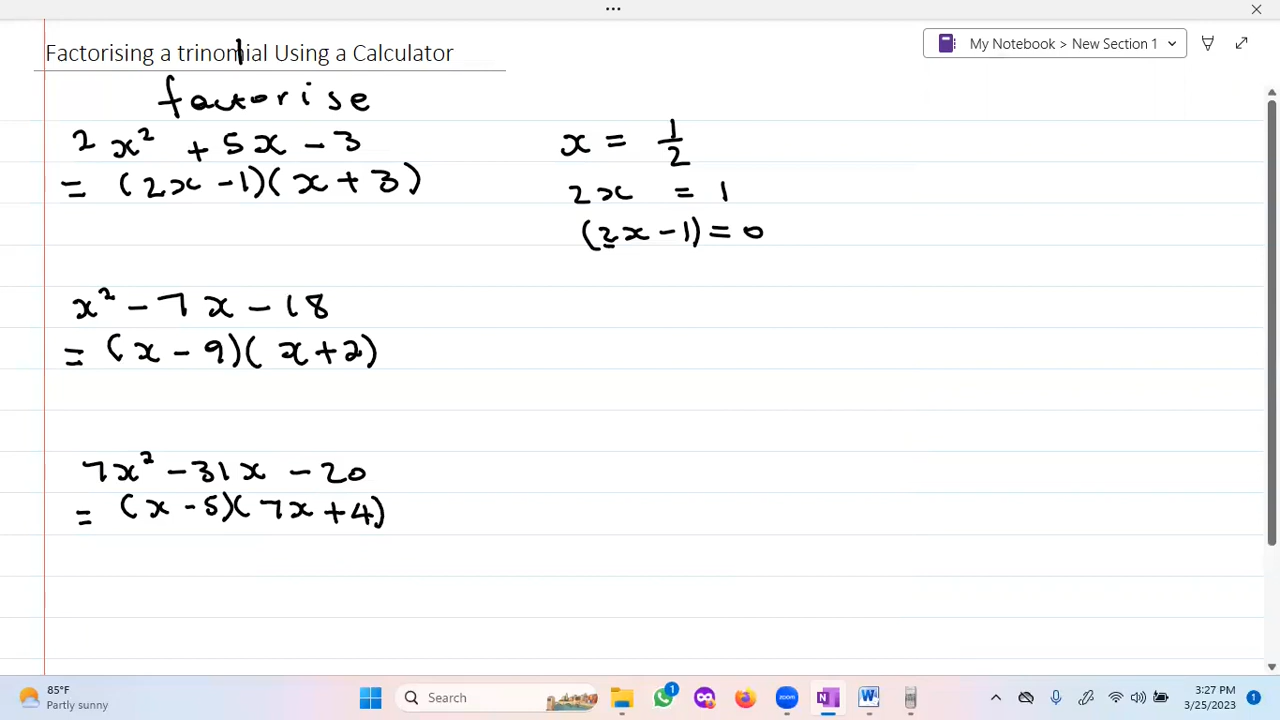 ...
Factorising a trinomial Using a Calculator
My Notebook > New Section 1
factorise
2x² + 5x - 3
= (2x - 1)(x + 3)
x = 1/2
2x = 1
(2x - 1) = 0
x² - 7x - 18
= (x - 9)(x + 2)
7x² - 31x - 20
= (x - 5)(7x + 4)
85°F
Partly sunny
Search
1
3:27 PM
3/25/2023
1